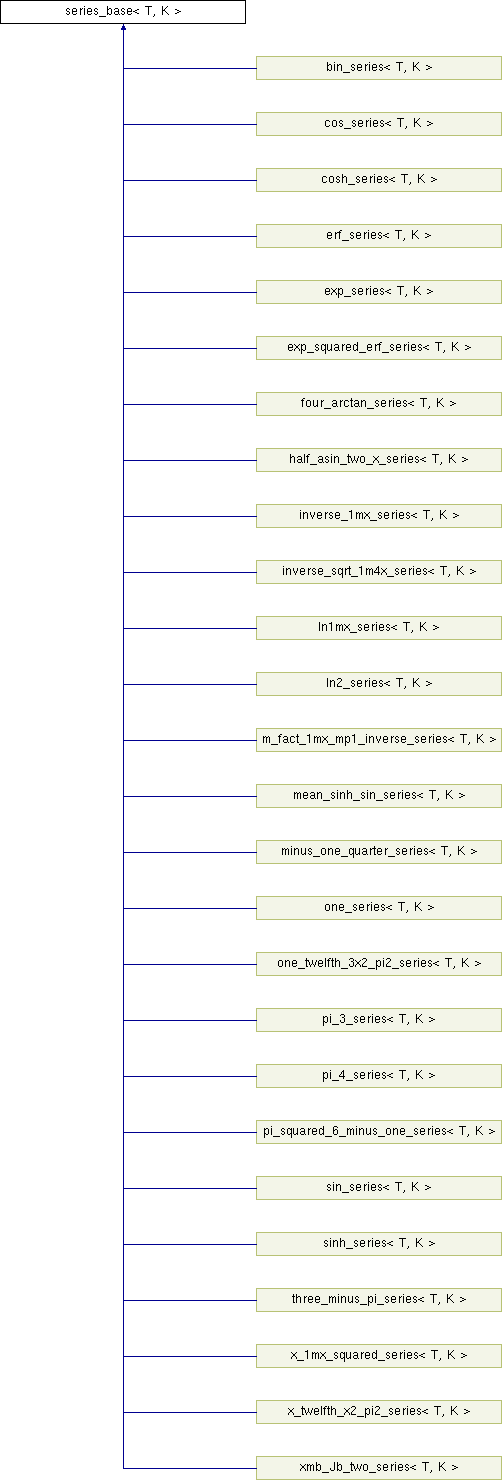 series_base< T, K >
bin_series< T, K >
cos_series< T, K >
cosh_series< T, K >
erf_series< T, K >
exp_series< T, K >
exp_squared_erf_series< T, K >
four_arctan_series< T, K >
half_asin_two_x_series< T, K >
inverse_1mx_series< T, K >
inverse_sqrt_1m4x_series< T, K >
ln1mx_series< T, K >
ln2_series< T, K >
m_fact_1mx_mp1_inverse_series< T, K >
mean_sinh_sin_series< T, K >
minus_one_quarter_series< T, K >
one_series< T, K >
one_twelfth_3x2_pi2_series< T, K >
pi_3_series< T, K >
pi_4_series< T, K >
pi_squared_6_minus_one_series< T, K >
sin_series< T, K >
sinh_series< T, K >
three_minus_pi_series< T, K >
x_1mx_squared_series< T, K >
x_twelfth_x2_pi2_series< T, K >
xmb_Jb_two_series< T, K >